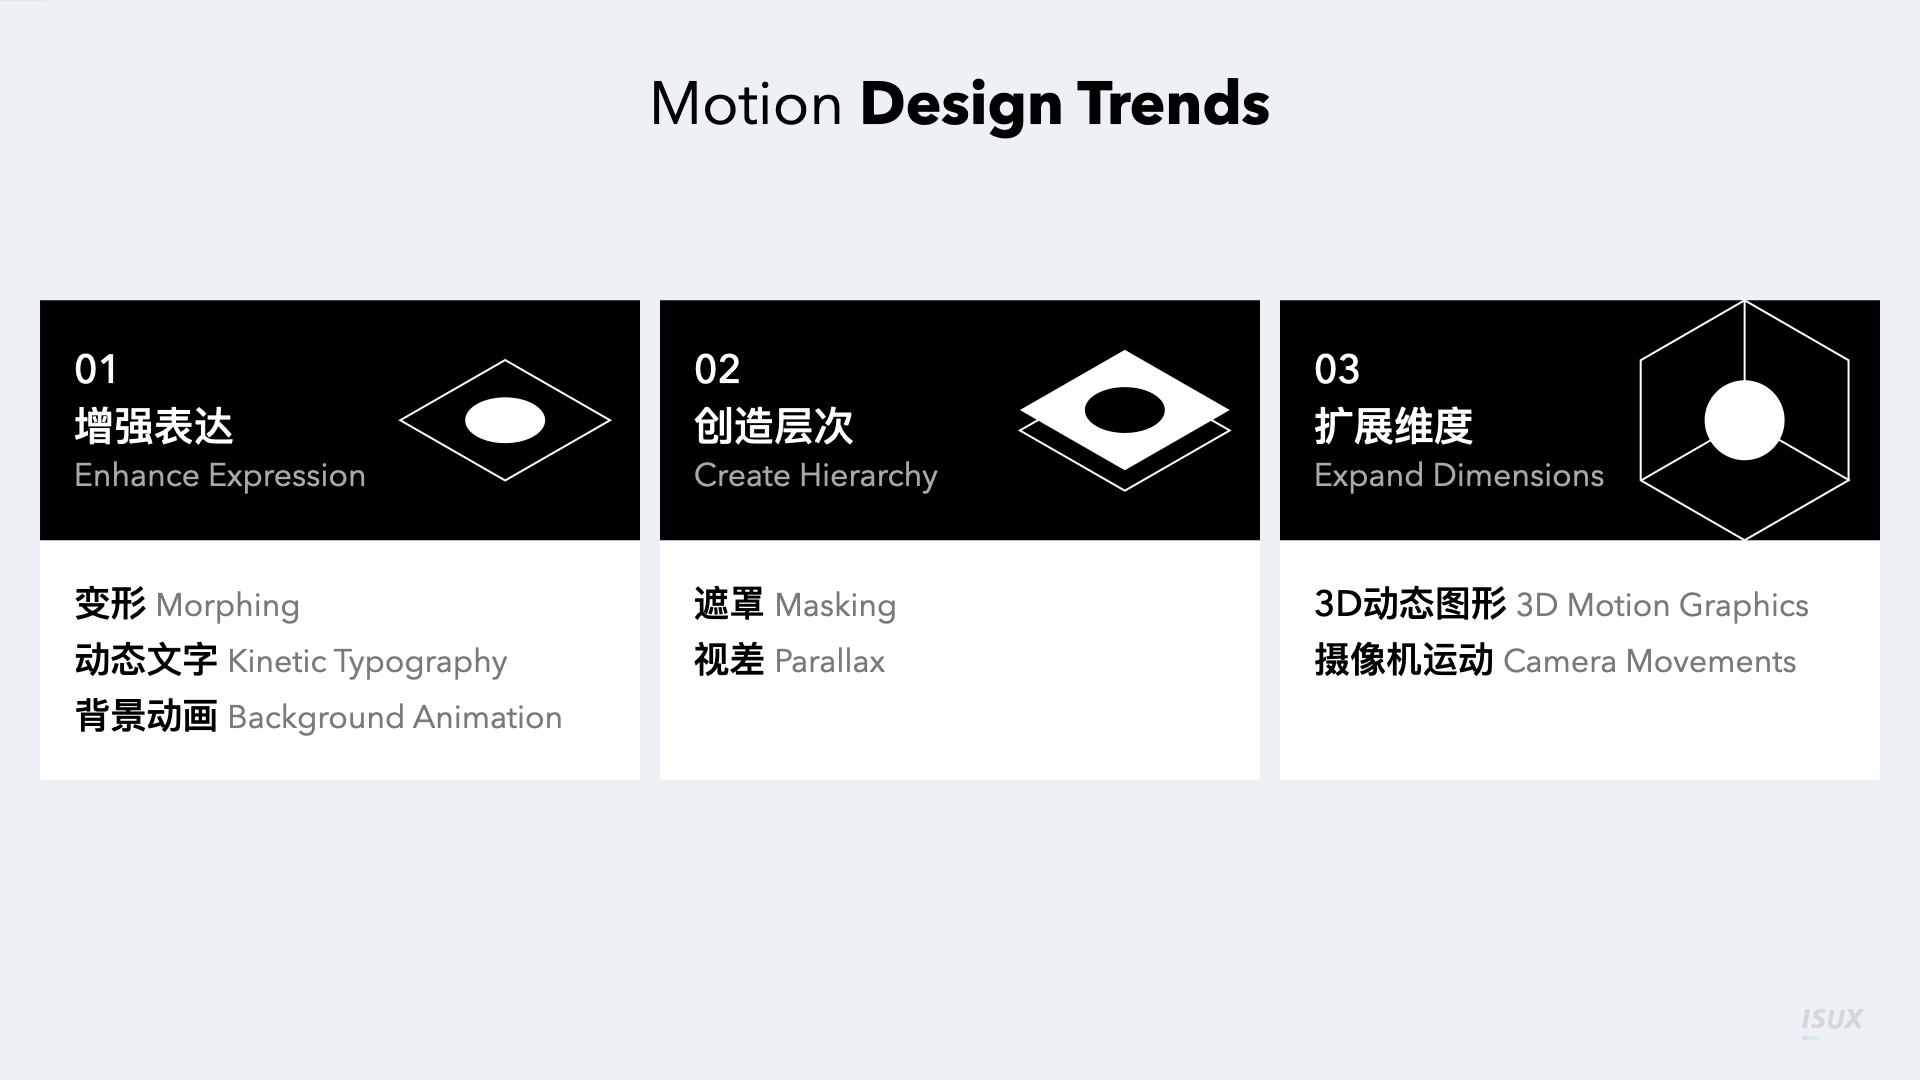 Motion Design Trends
01
增强表达
Enhance Expression
变形 Morphing
动态文字 Kinetic Typography
背景动画 Background Animation
02
创造层次
Create Hierarchy
遮罩 Masking
视差 Parallax
03
扩展维度
Expand Dimensions
3D动态图形 3D Motion Graphics
摄像机运动 Camera Movements
ISUX